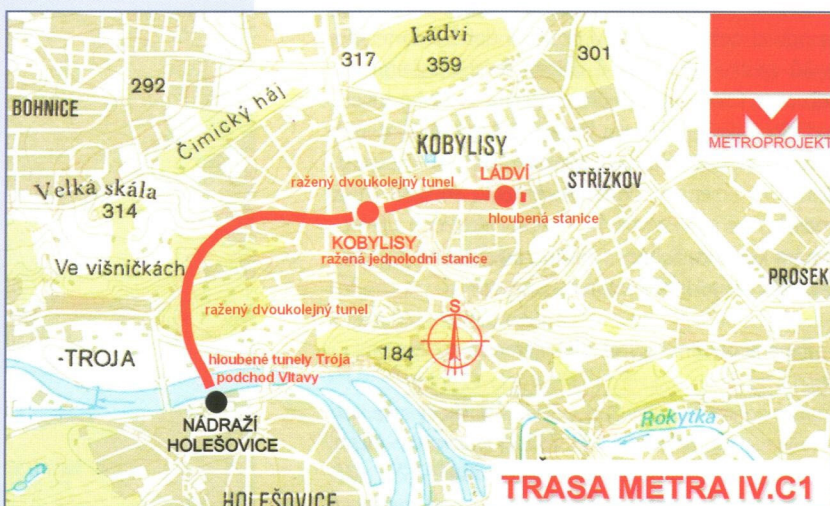 Ládví
317
359
301
292
BOHNICE
Čimický háj
KOBYLISY
METROPROJEKT
ražený dvoukolejný tunel
LÁDVÍ
STŘÍŽKOV
Velká skála
314
hloubená stanice
KOBYLISY
ražená jednolodní stanice
Ve višničkách
PROSEK
ražený dvoukolejný tunel
S
-TROJA
hloubené tunely Trója
podchod Vltavy
184
NÁDRAŽÍ
HOLEŠOVICE
Rokytka
HOLEŠOVICE
TRASA METRA IV.C1